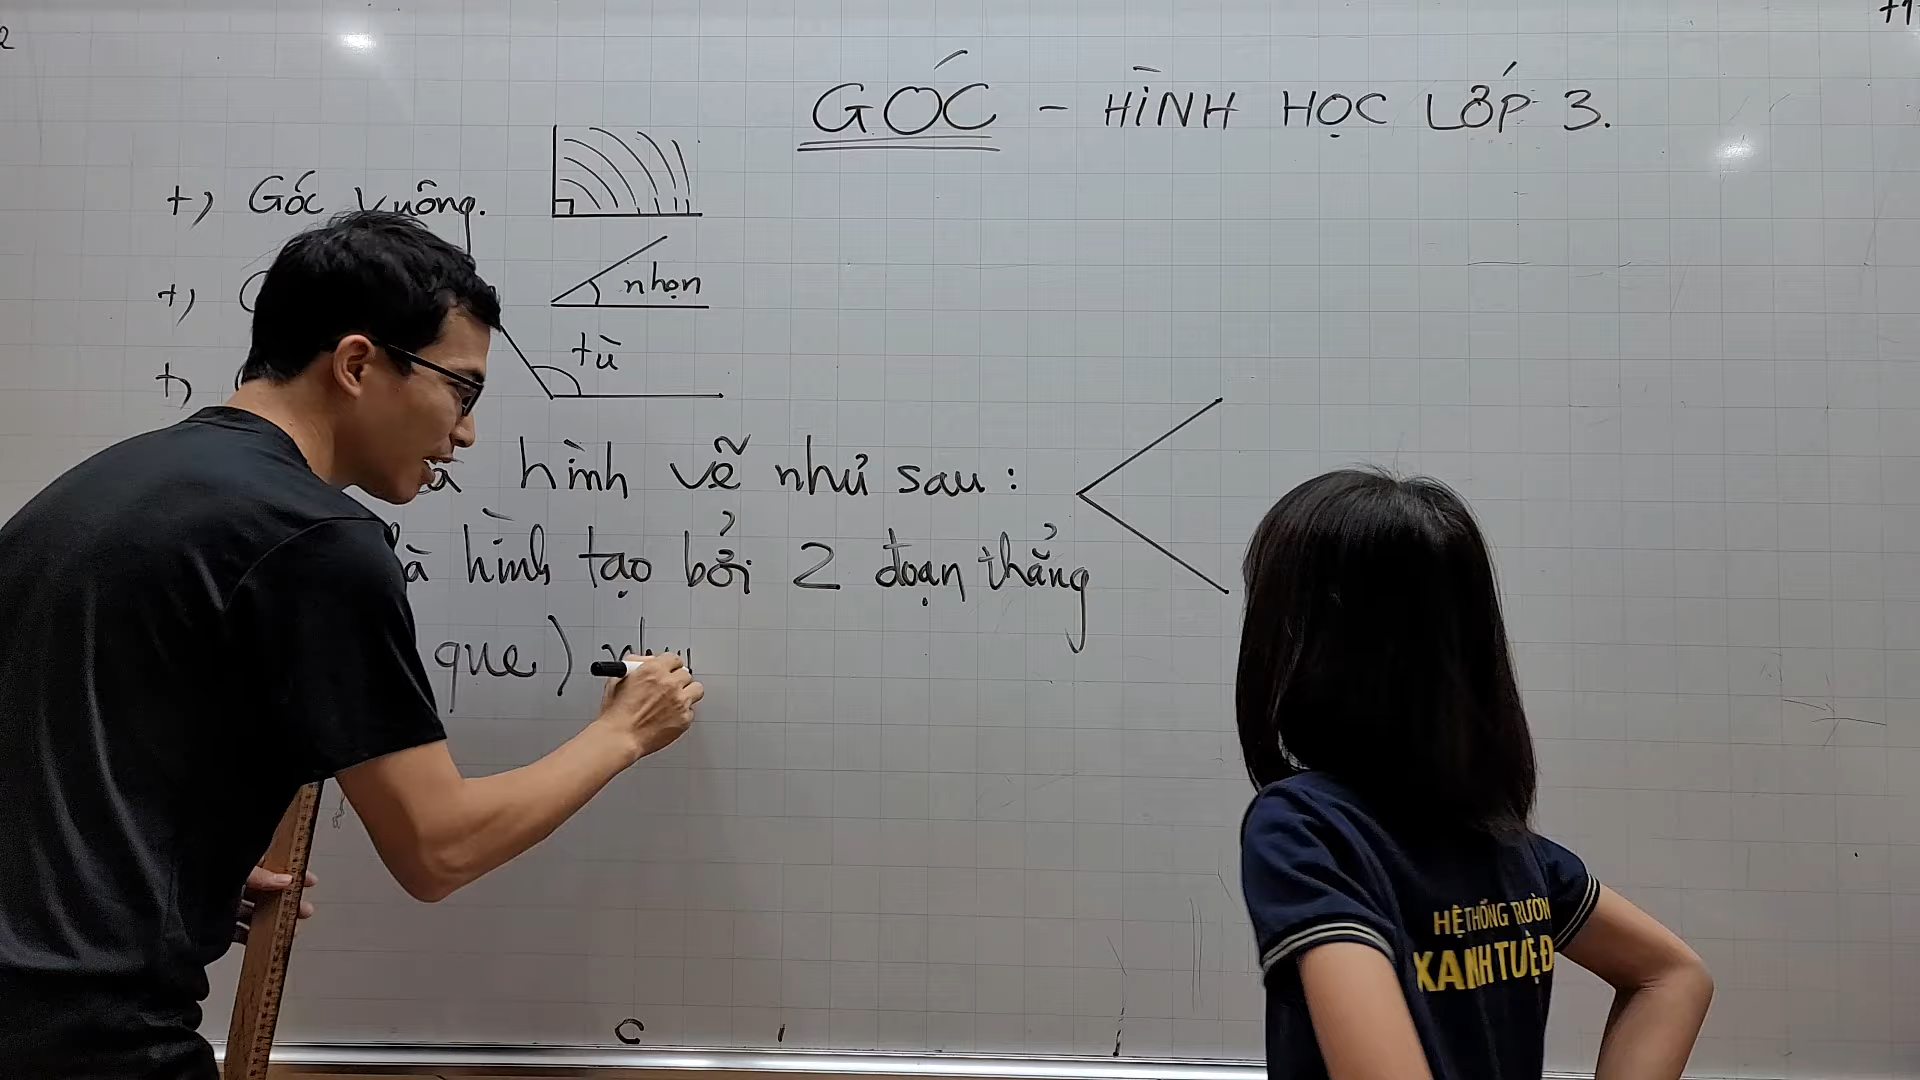 GÓC - HÌNH HỌC LỚP 3.
+) Góc vuông.
+) nhọn
+) tù
hình vẽ như sau:
là hình tạo bởi 2 đoạn thẳng
que) như
C
HỆ THỐNG TRƯỜN
XANH TUỆ Đ